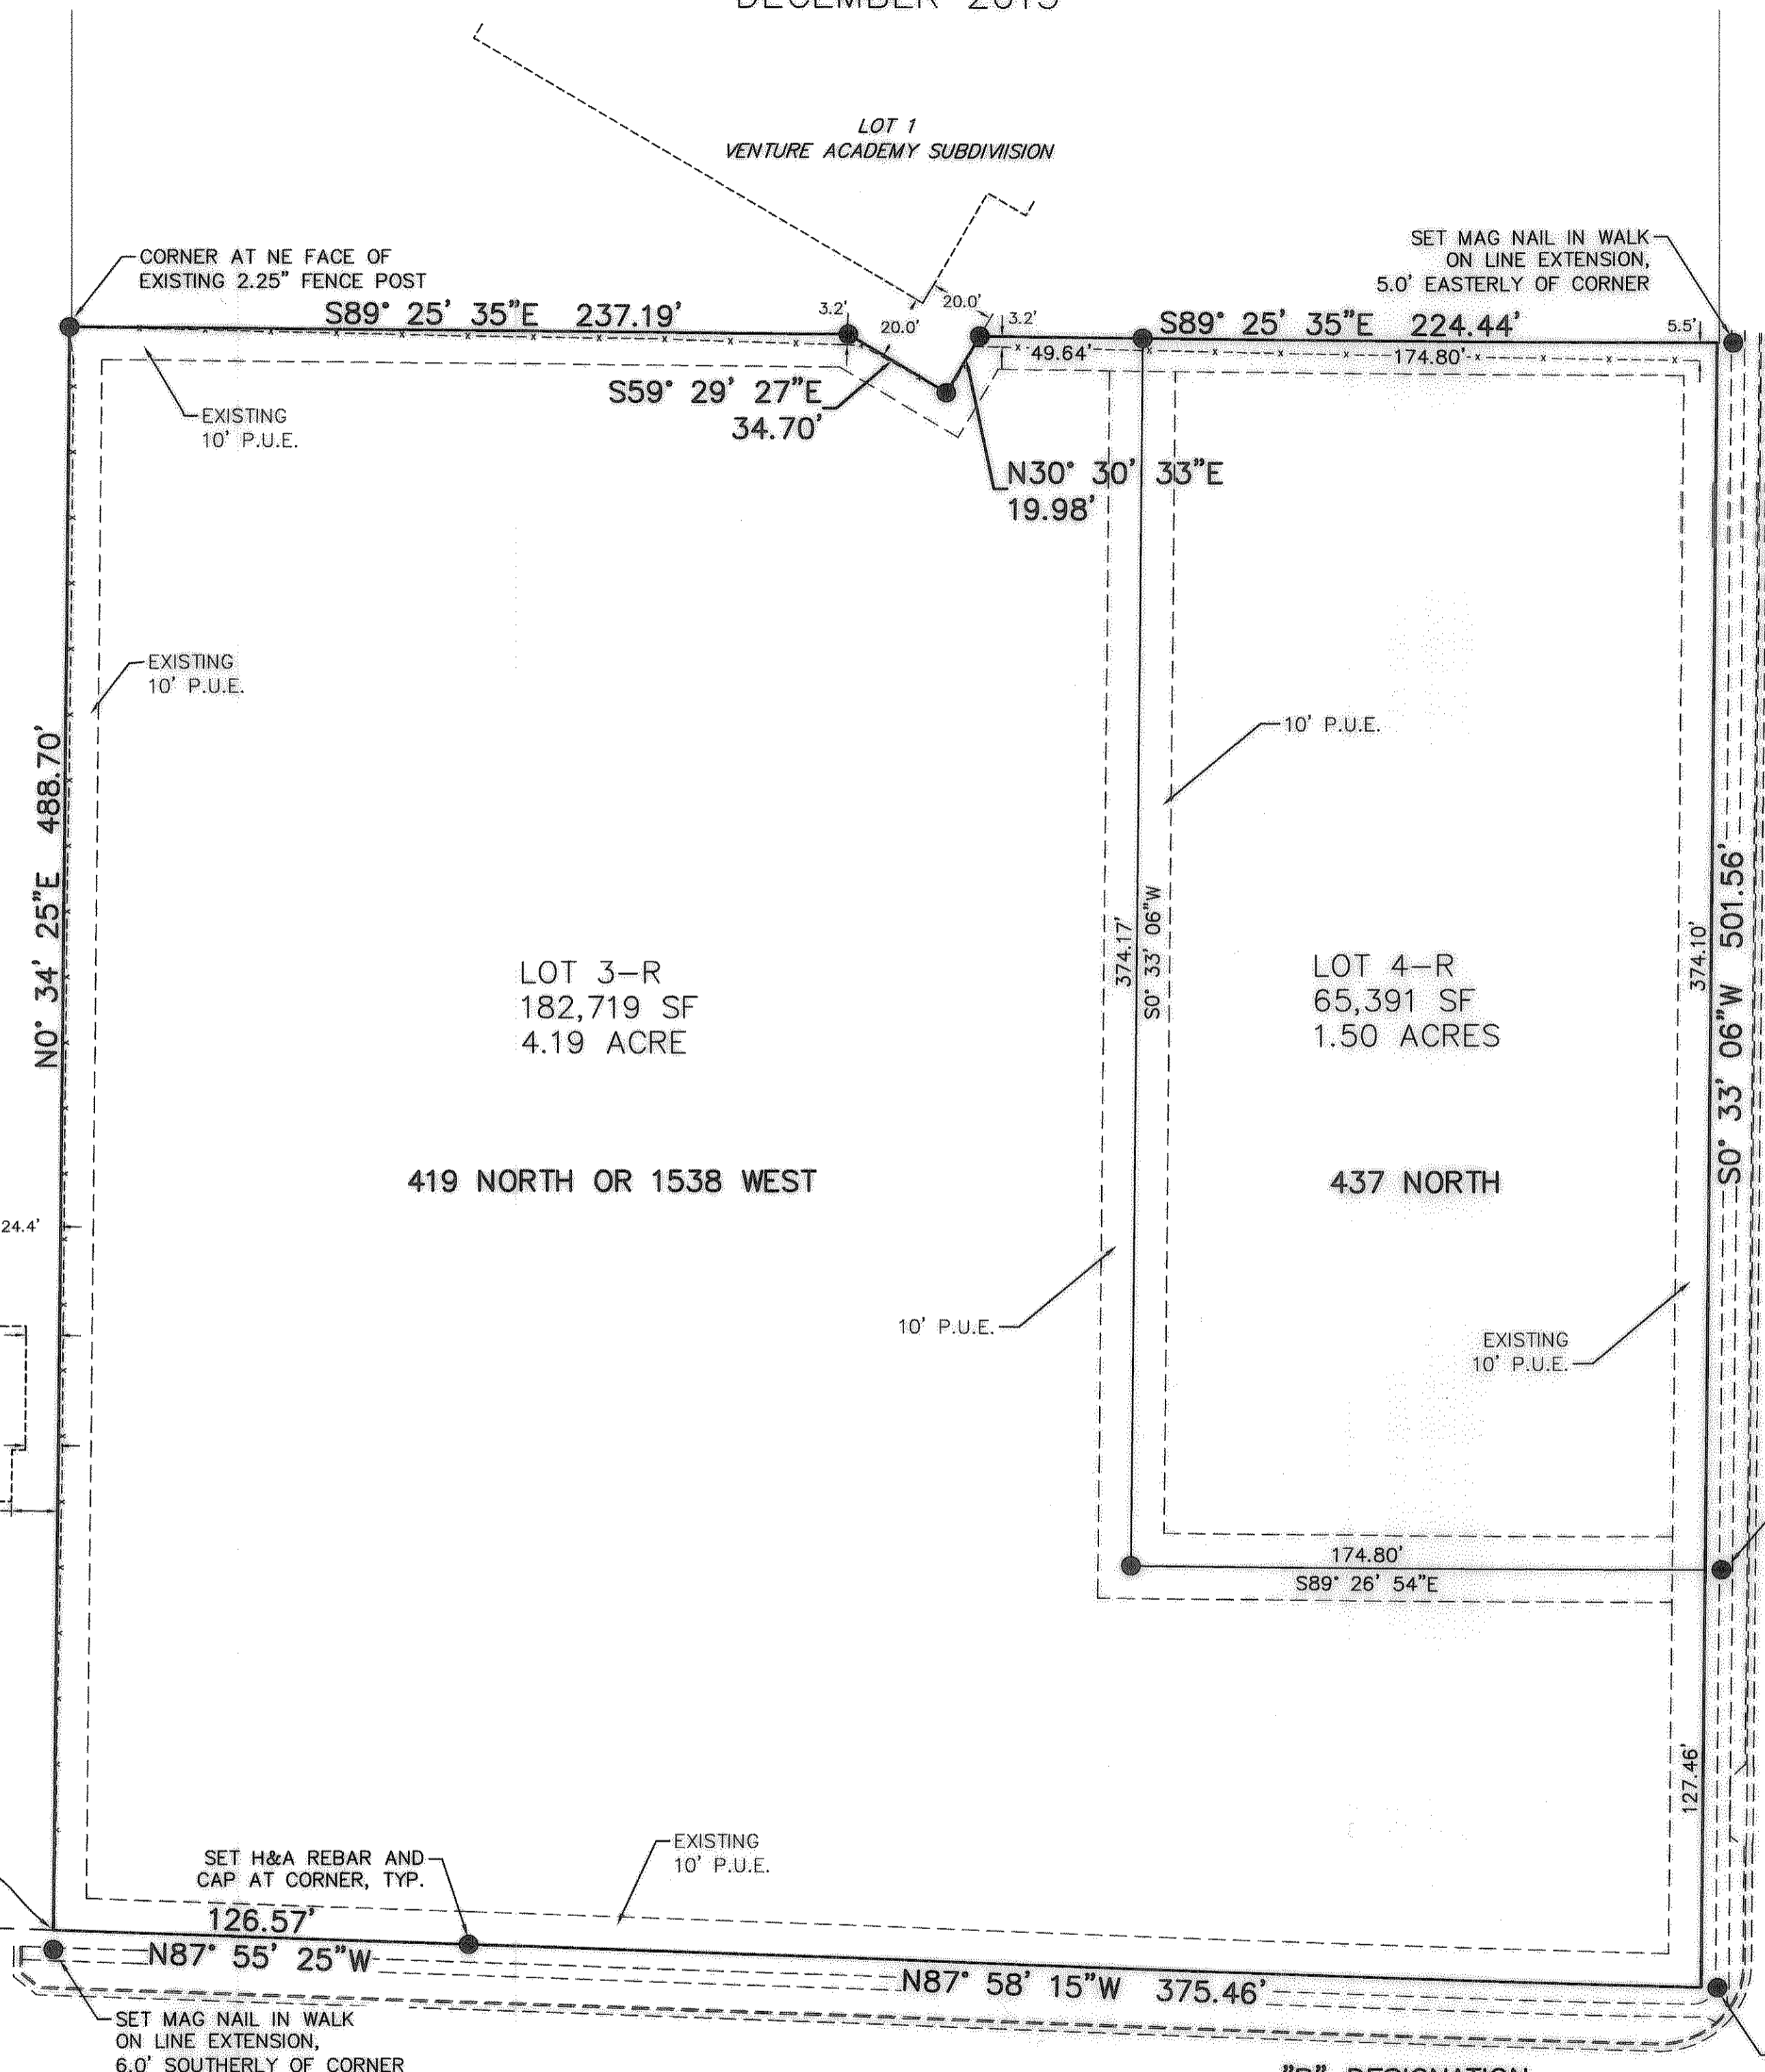 LOT 1
VENTURE ACADEMY SUBDIVIISION
CORNER AT NE FACE OF
EXISTING 2.25" FENCE POST
SET MAG NAIL IN WALK
ON LINE EXTENSION,
5.0' EASTERLY OF CORNER
S89° 25' 35"E 237.19'
3.2'
20.0'
20.0'
3.2'
49.64'
S89° 25' 35"E 224.44'
174.80'
5.5'
S59° 29' 27"E
34.70'
N30° 30' 33"E
19.98'
EXISTING
10' P.U.E.
EXISTING
10' P.U.E.
10' P.U.E.
N0° 34' 25"E 488.70'
374.17'
S0° 33' 06"W
374.10'
S0° 33' 06"W 501.56'
LOT 3-R
182,719 SF
4.19 ACRE
LOT 4-R
65,391 SF
1.50 ACRES
419 NORTH OR 1538 WEST
437 NORTH
24.4'
10' P.U.E.
EXISTING
10' P.U.E.
174.80'
S89° 26' 54"E
127.46'
SET H&A REBAR AND
CAP AT CORNER, TYP.
EXISTING
10' P.U.E.
126.57'
N87° 55' 25"W
N87° 58' 15"W 375.46'
SET MAG NAIL IN WALK
ON LINE EXTENSION,
6.0' SOUTHERLY OF CORNER